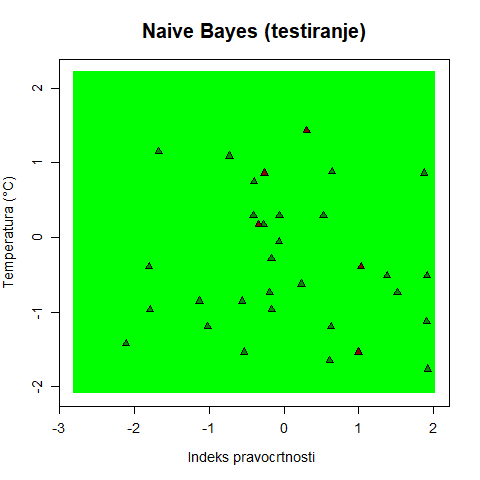 Naive Bayes (testiranje)
Temperatura (°C)
2
1
0
-1
-2
-3 -2 -1 0 1 2
Indeks pravocrtnosti